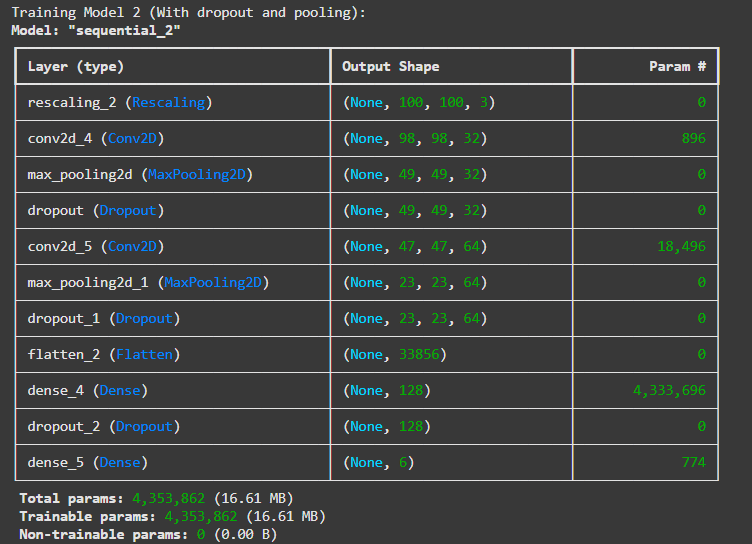 Training Model 2 (With dropout and pooling):
Model: "sequential_2"
Layer (type) Output Shape Param #
rescaling_2 (Rescaling) (None, 100, 100, 3) 0
conv2d_4 (Conv2D) (None, 98, 98, 32) 896
max_pooling2d (MaxPooling2D) (None, 49, 49, 32) 0
dropout (Dropout) (None, 49, 49, 32) 0
conv2d_5 (Conv2D) (None, 47, 47, 64) 18,496
max_pooling2d_1 (MaxPooling2D) (None, 23, 23, 64) 0
dropout_1 (Dropout) (None, 23, 23, 64) 0
flatten_2 (Flatten) (None, 33856) 0
dense_4 (Dense) (None, 128) 4,333,696
dropout_2 (Dropout) (None, 128) 0
dense_5 (Dense) (None, 6) 774
Total params: 4,353,862 (16.61 MB)
Trainable params: 4,353,862 (16.61 MB)
Non-trainable params: 0 (0.00 B)